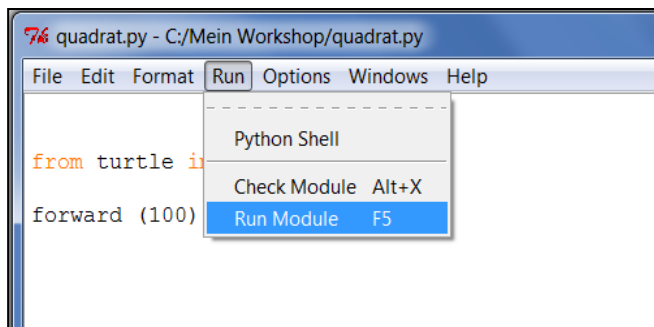 76 quadrat.py - C:/Mein Workshop/quadrat.py
File Edit Format Run Options Windows Help
Python Shell
from turtle
Check Module Alt+X
forward (100)
Run Module F5